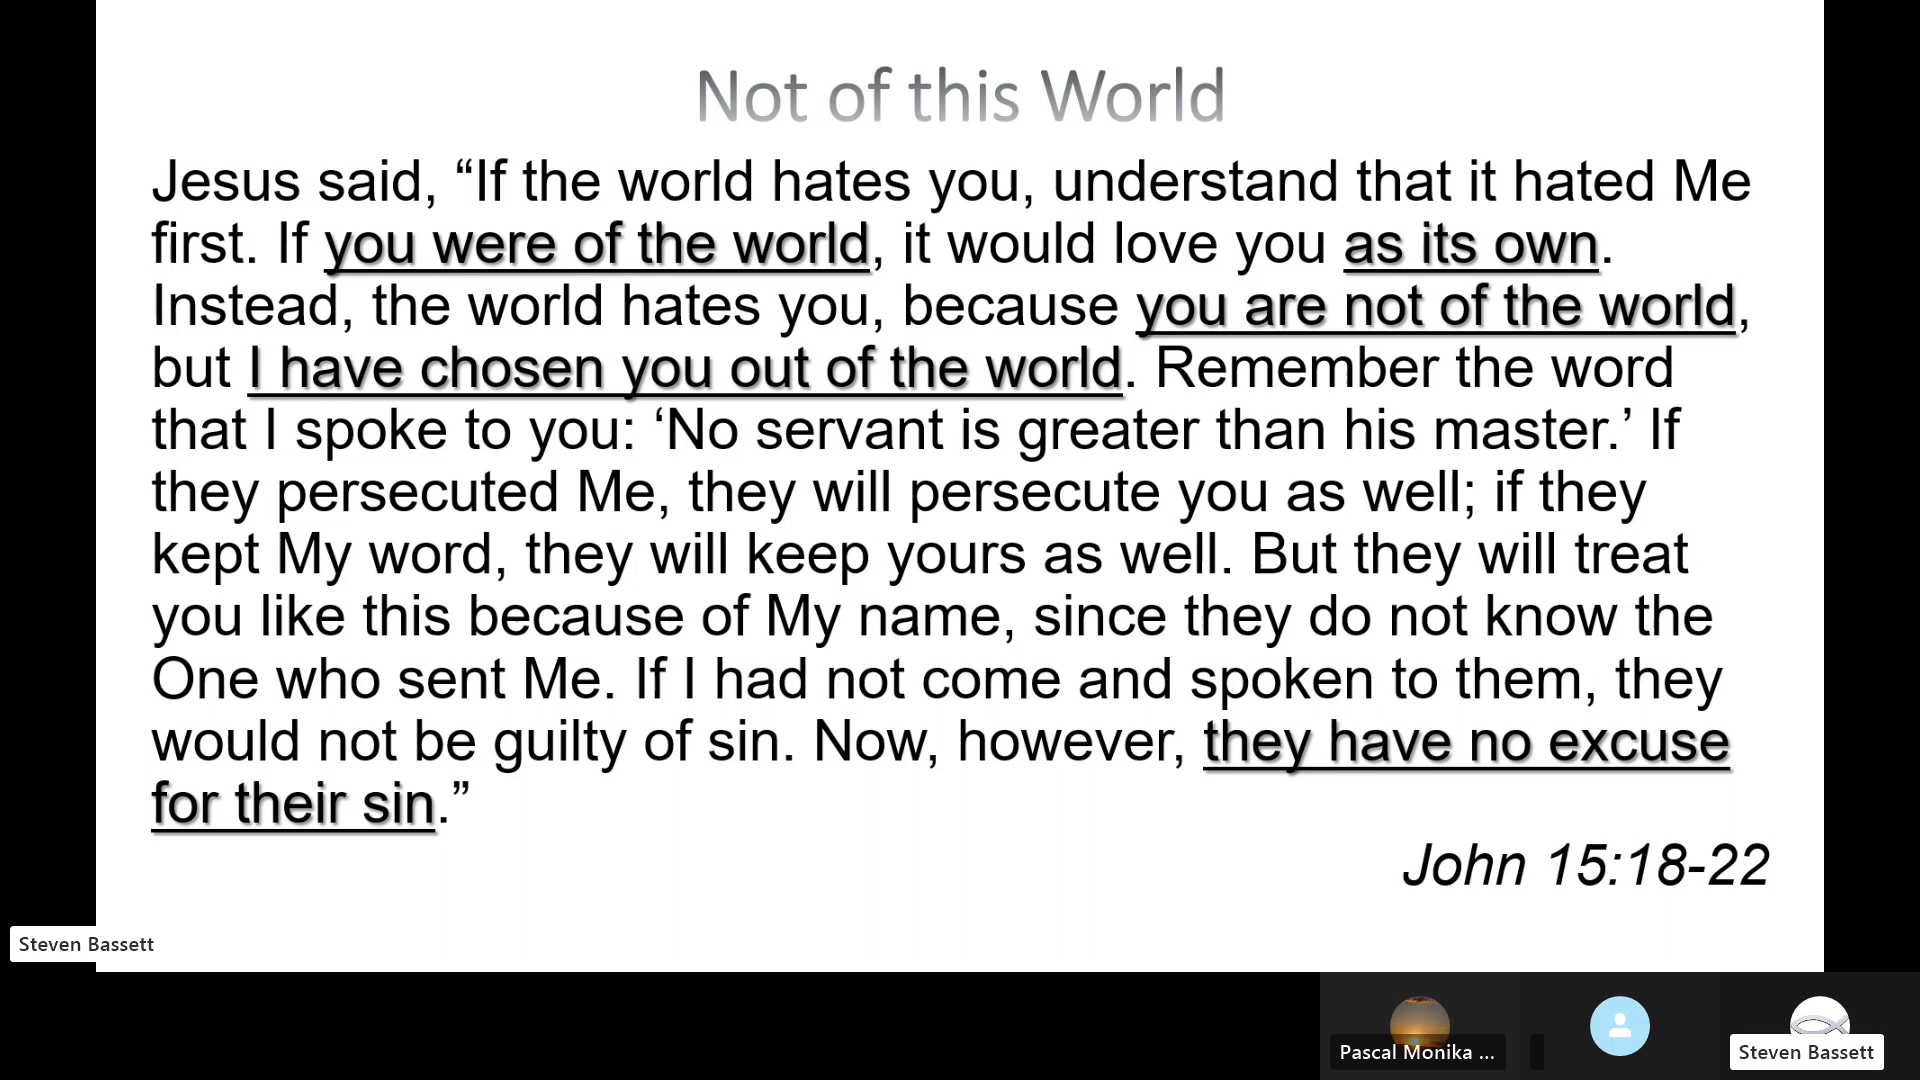 Not of this World
Jesus said, “If the world hates you, understand that it hated Me
first. If you were of the world, it would love you as its own.
Instead, the world hates you, because you are not of the world,
but I have chosen you out of the world. Remember the word
that I spoke to you: ‘No servant is greater than his master.’ If
they persecuted Me, they will persecute you as well; if they
kept My word, they will keep yours as well. But they will treat
you like this because of My name, since they do not know the
One who sent Me. If I had not come and spoken to them, they
would not be guilty of sin. Now, however, they have no excuse
for their sin.”
John 15:18-22
Steven Bassett
Pascal Monika ...
Steven Bassett